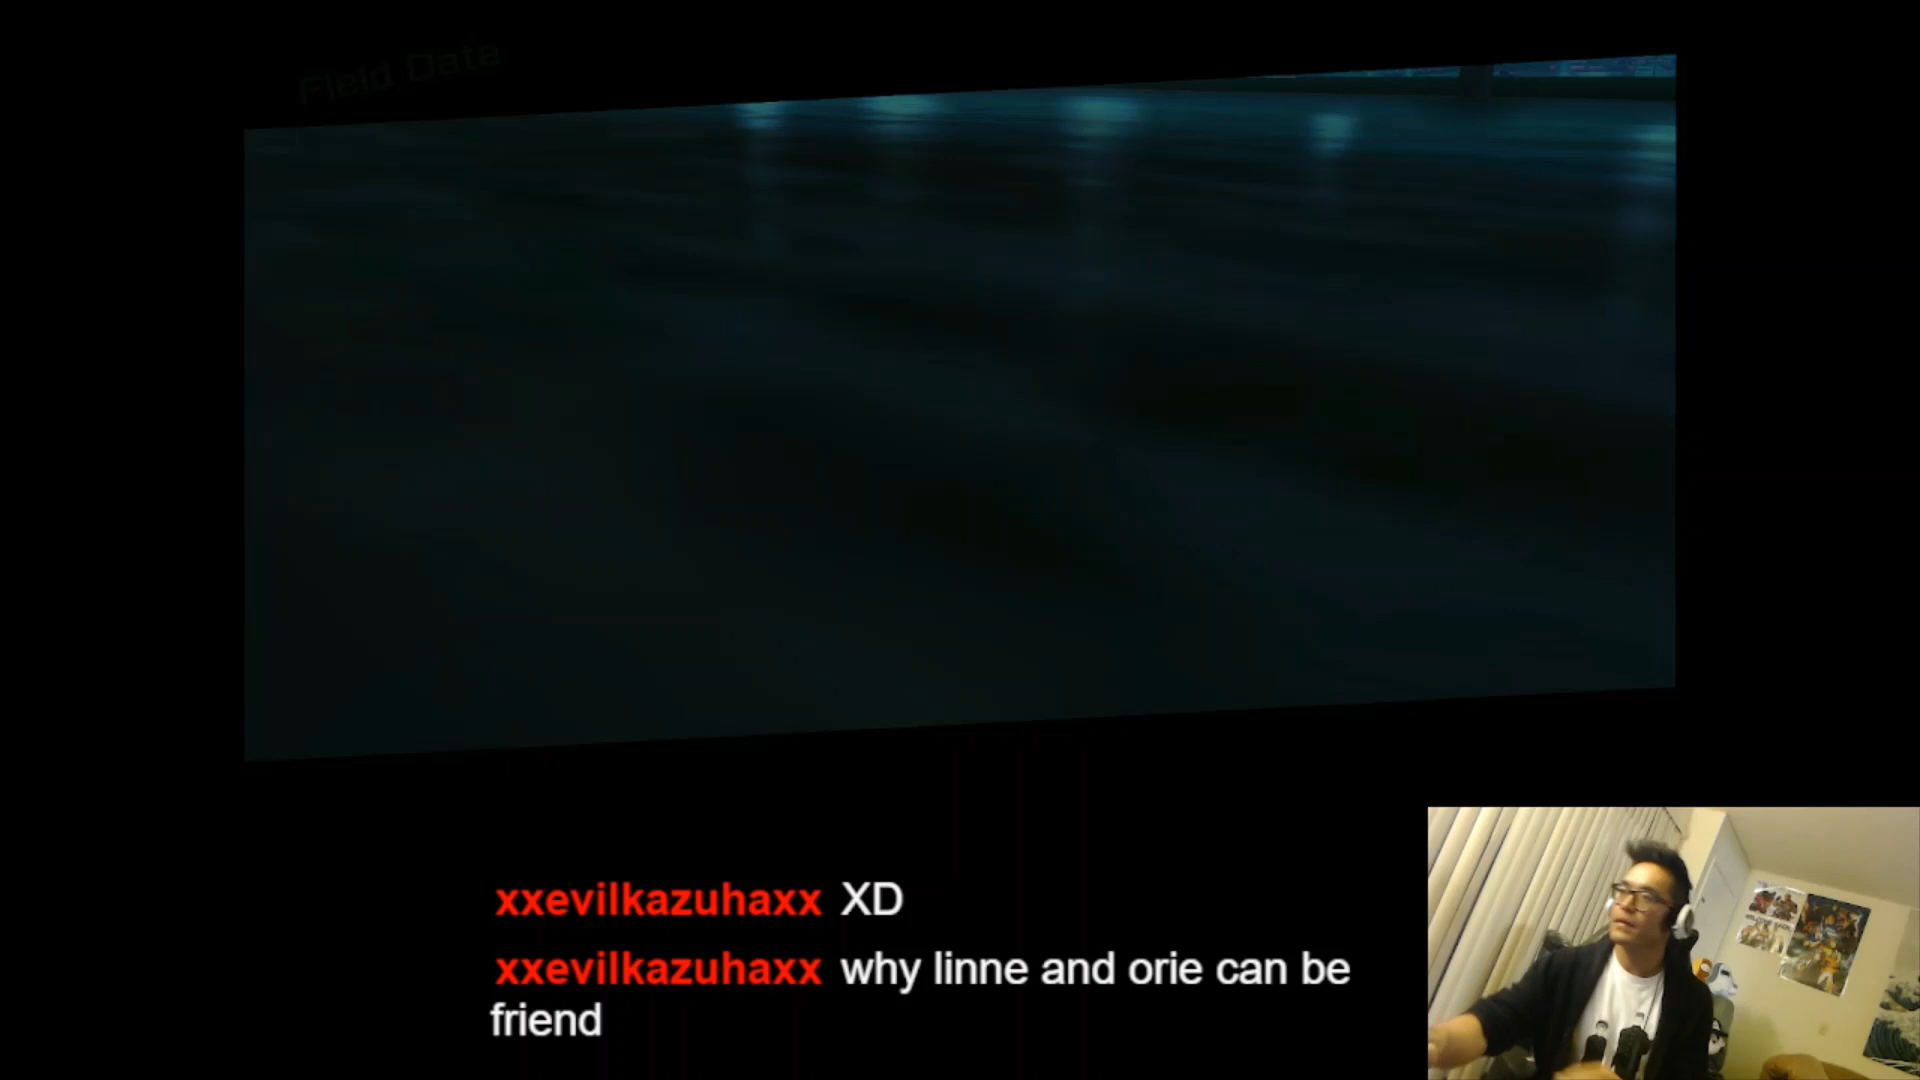 Field Data
xxevilkazuhaxx XD
xxevilkazuhaxx why linne and orie can be
friend